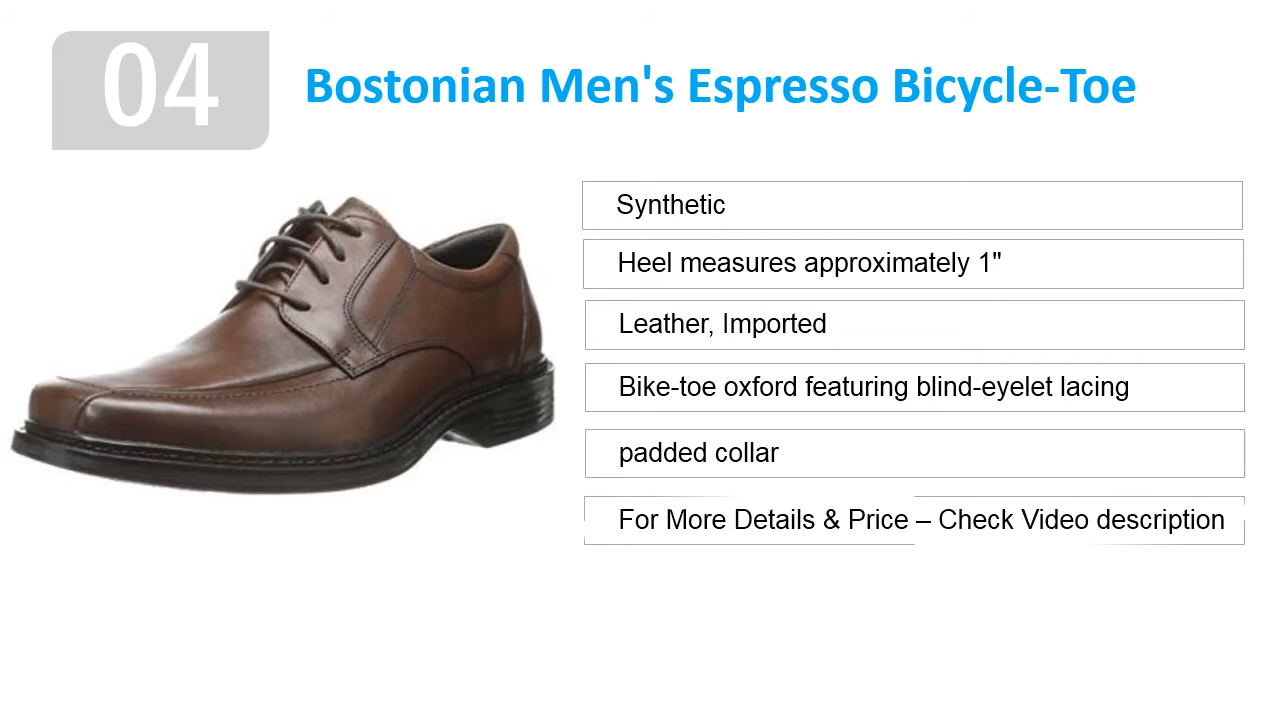 04
Bostonian Men's Espresso Bicycle-Toe
Synthetic
Heel measures approximately 1"
Leather, Imported
Bike-toe oxford featuring blind-eyelet lacing
padded collar
For More Details & Price – Check Video description